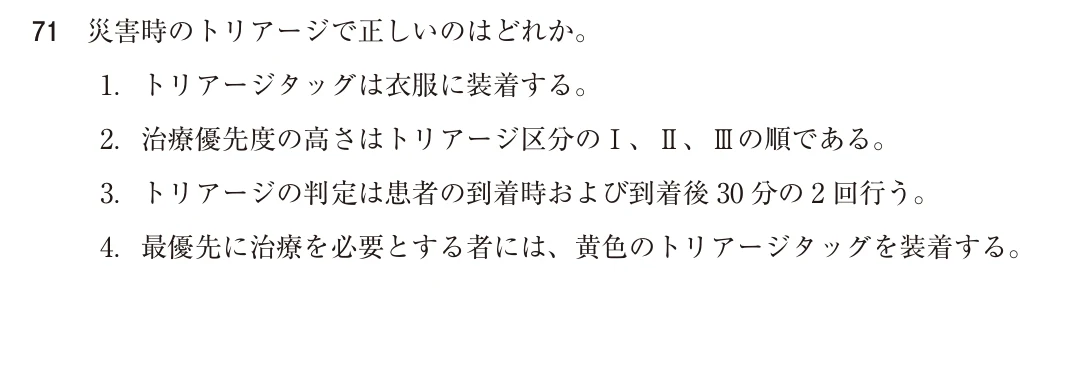 71 災害時のトリアージで正しいのはどれか。
1. トリアージタッグは衣服に装着する。
2. 治療優先度の高さはトリアージ区分のⅠ、Ⅱ、Ⅲの順である。
3. トリアージの判定は患者の到着時および到着後 30 分の 2 回行う。
4. 最優先に治療を必要とする者には、黄色のトリアージタッグを装着する。